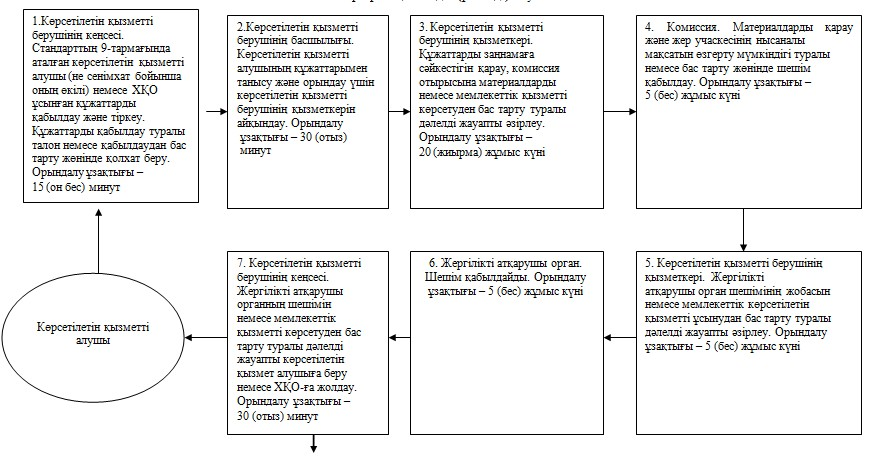 1.Көрсетілетін қызметті
берушінің кеңсесі.
Стандарттың 9-тармағында
аталған көрсетілетін қызметті
алушы (не сенімхат бойынша
оның өкілі) немесе ХҚО
ұсынған құжаттарды
қабылдау және тіркеу.
Құжаттарды қабылдау туралы
талон немесе қабылдаудан бас
тарту жөнінде қолхат беру.
Орындалу ұзақтығы –
15 (он бес) минут
2.Көрсетілетін қызметті
берушінің басшылығы.
Көрсетілетін қызметті
алушының құжаттарымен
танысу және орындау үшін
көрсетілетін қызметті
берушінің қызметкерін
айқындау. Орындалу
ұзақтығы – 30 (отыз)
минут
3. Көрсетілетін қызметті
берушінің қызметкері.
Құжаттарды заңнамаға
сәйкестігін қарау, комиссия
отырысына материалдарды
немесе мемлекеттік қызметті
көрсетуден бас тарту туралы
дәлелді жауапты әзірлеу.
Орындалу ұзақтығы –
20 (жиырма) жұмыс күні
4. Комиссия. Материалдарды қарау
және жер учаскесінің нысаналы
мақсатын өзгерту мүмкіндігі туралы
немесе бас тарту жөнінде шешім
қабылдау. Орындалу ұзақтығы –
5 (бес) жұмыс күні
5. Көрсетілетін қызметті берушінің
қызметкері. Жергілікті
атқарушы орган шешімінің жобасын
немесе мемлекеттік көрсетілетін
қызметті ұсынудан бас тарту туралы
дәлелді жауапты әзірлеу. Орындалу
ұзақтығы – 5 (бес) жұмыс күні
6. Жергілікті атқарушы орган.
Шешім қабылдайды. Орындалу
ұзақтығы – 5 (бес) жұмыс күні
7. Көрсетілетін қызметті
берушінің кеңсесі.
Жергілікті атқарушы
органның шешімін
немесе мемлекеттік
қызметті көрсетуден бас
тарту туралы дәлелді
жауапты көрсетілетін
қызмет алушыға беру
немесе ХҚО-ға жолдау.
Орындалу ұзақтығы –
30 (отыз) минут
Көрсетілетін қызметті
алушы